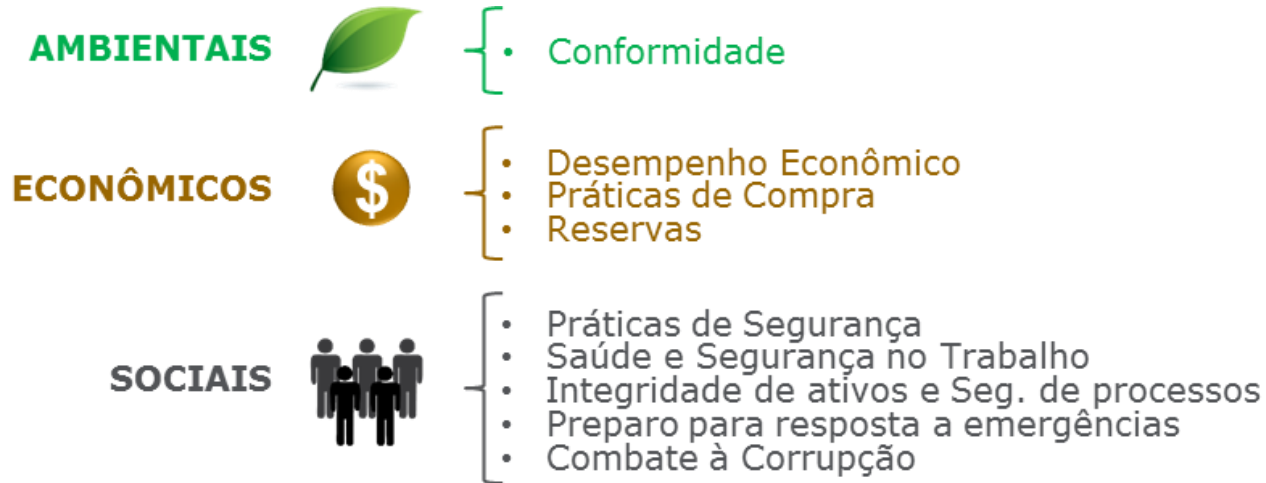 AMBIENTAIS
• Conformidade
ECONÔMICOS
$
• Desempenho Econômico
• Práticas de Compra
• Reservas
SOCIAIS
• Práticas de Segurança
• Saúde e Segurança no Trabalho
• Integridade de ativos e Seg. de processos
• Preparo para resposta a emergências
• Combate à Corrupção